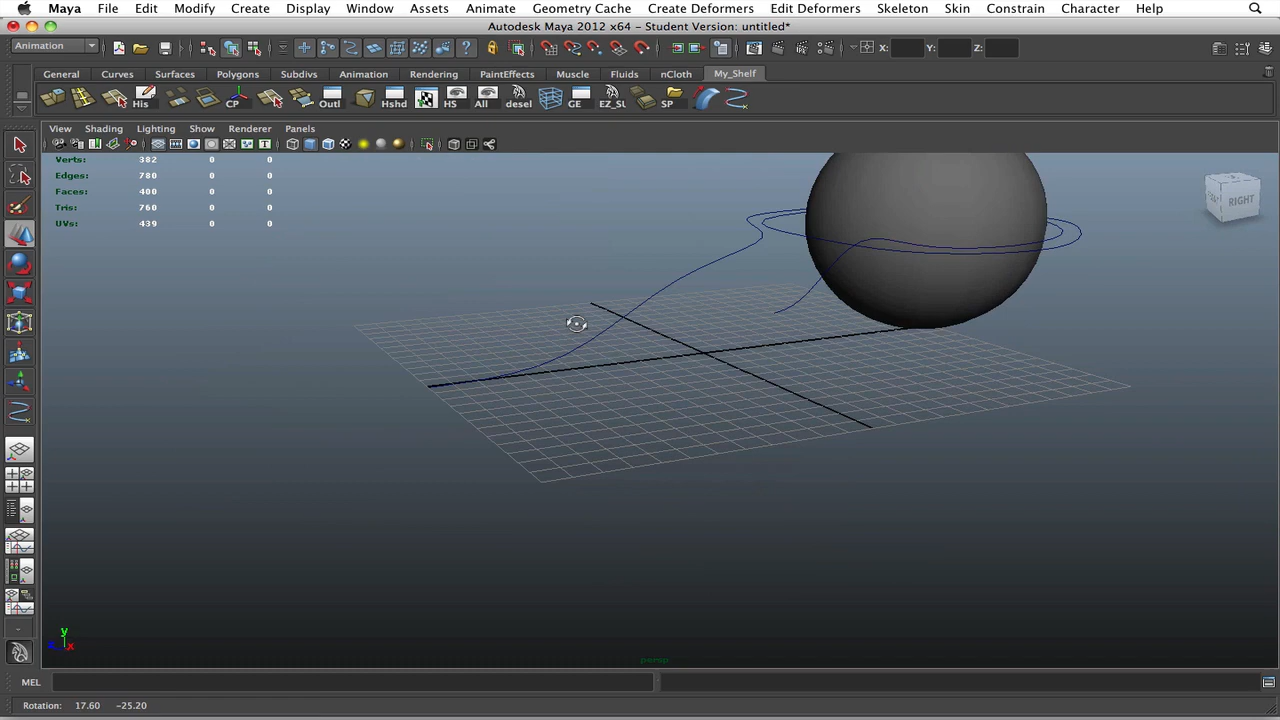 Maya File Edit Modify Create Display Window Assets Animate Geometry Cache Create Deformers Edit Deformers Skeleton Skin Constrain Character Help
Autodesk Maya 2012 x64 - Student Version: untitled*
Animation X: Y: Z:
General Curves Surfaces Polygons Subdivs Animation Rendering PaintEffects Muscle Fluids nCloth My_Shelf
His CP Outl Hshd HS All desel GE EZ_SL SP
View Shading Lighting Show Renderer Panels
Verts: 382 0 0
Edges: 780 0 0
Faces: 400 0 0
Tris: 760 0 0
UVs: 439 0 0
RIGHT
y
x
persp
MEL
Rotation: 17.60 -25.20